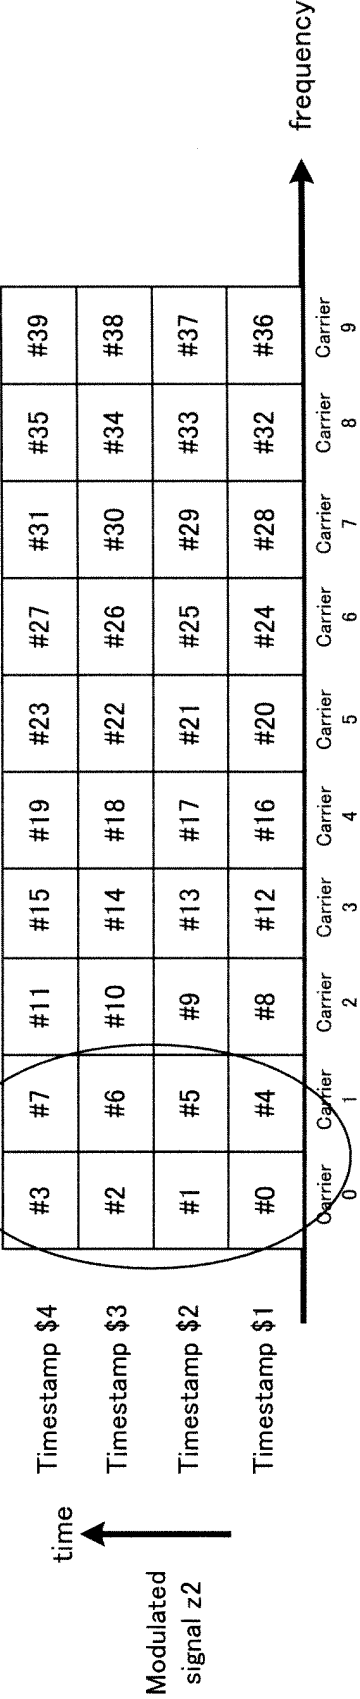 time
Modulated
signal z2
Timestamp $4 #3 #7 #11 #15 #19 #23 #27 #31 #35 #39
Timestamp $3 #2 #6 #10 #14 #18 #22 #26 #30 #34 #38
Timestamp $2 #1 #5 #9 #13 #17 #21 #25 #29 #33 #37
Timestamp $1 #0 #4 #8 #12 #16 #20 #24 #28 #32 #36
Carrier Carrier Carrier Carrier Carrier Carrier Carrier Carrier Carrier Carrier
0 1 2 3 4 5 6 7 8 9
frequency